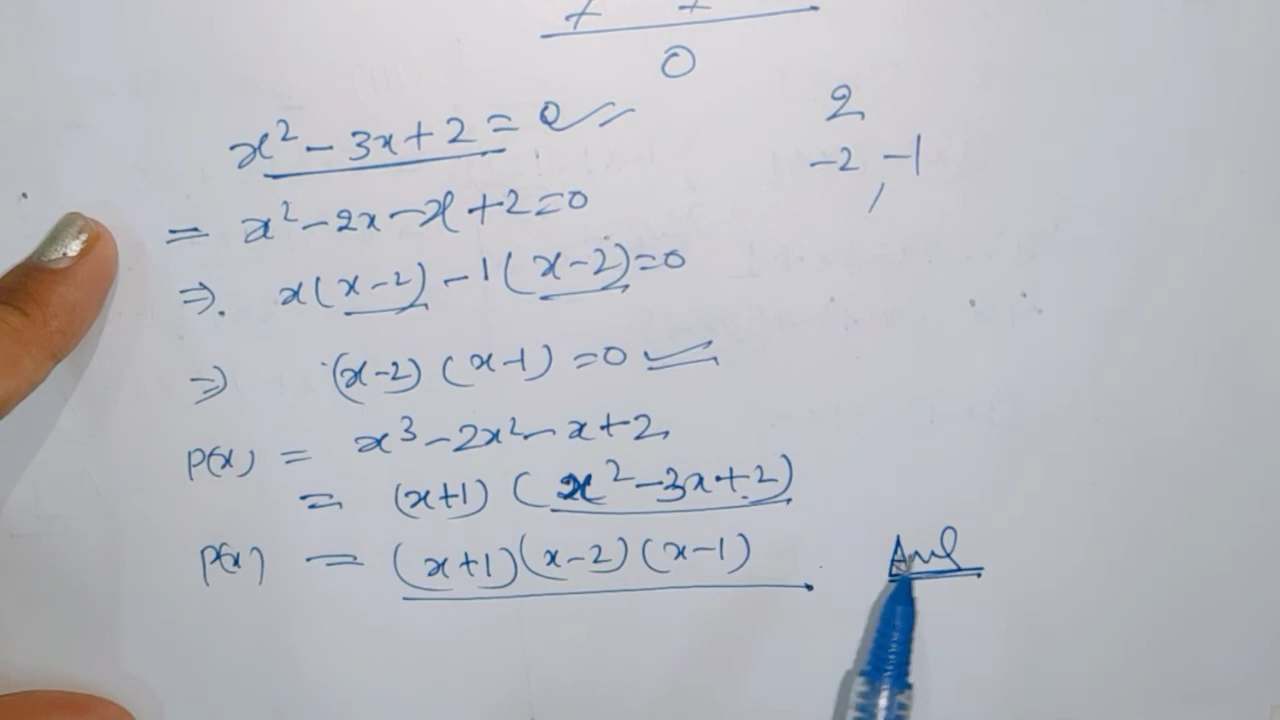 + +
0
x² - 3x + 2 = 0
2
-2, -1
= x² - 2x - x + 2 = 0
⇒. x(x-2) - 1(x-2) = 0
⇒ (x-2) (x-1) = 0
P(x) = x³ - 2x² - x + 2
= (x+1) (x² - 3x + 2)
P(x) = (x+1)(x-2)(x-1) Ans